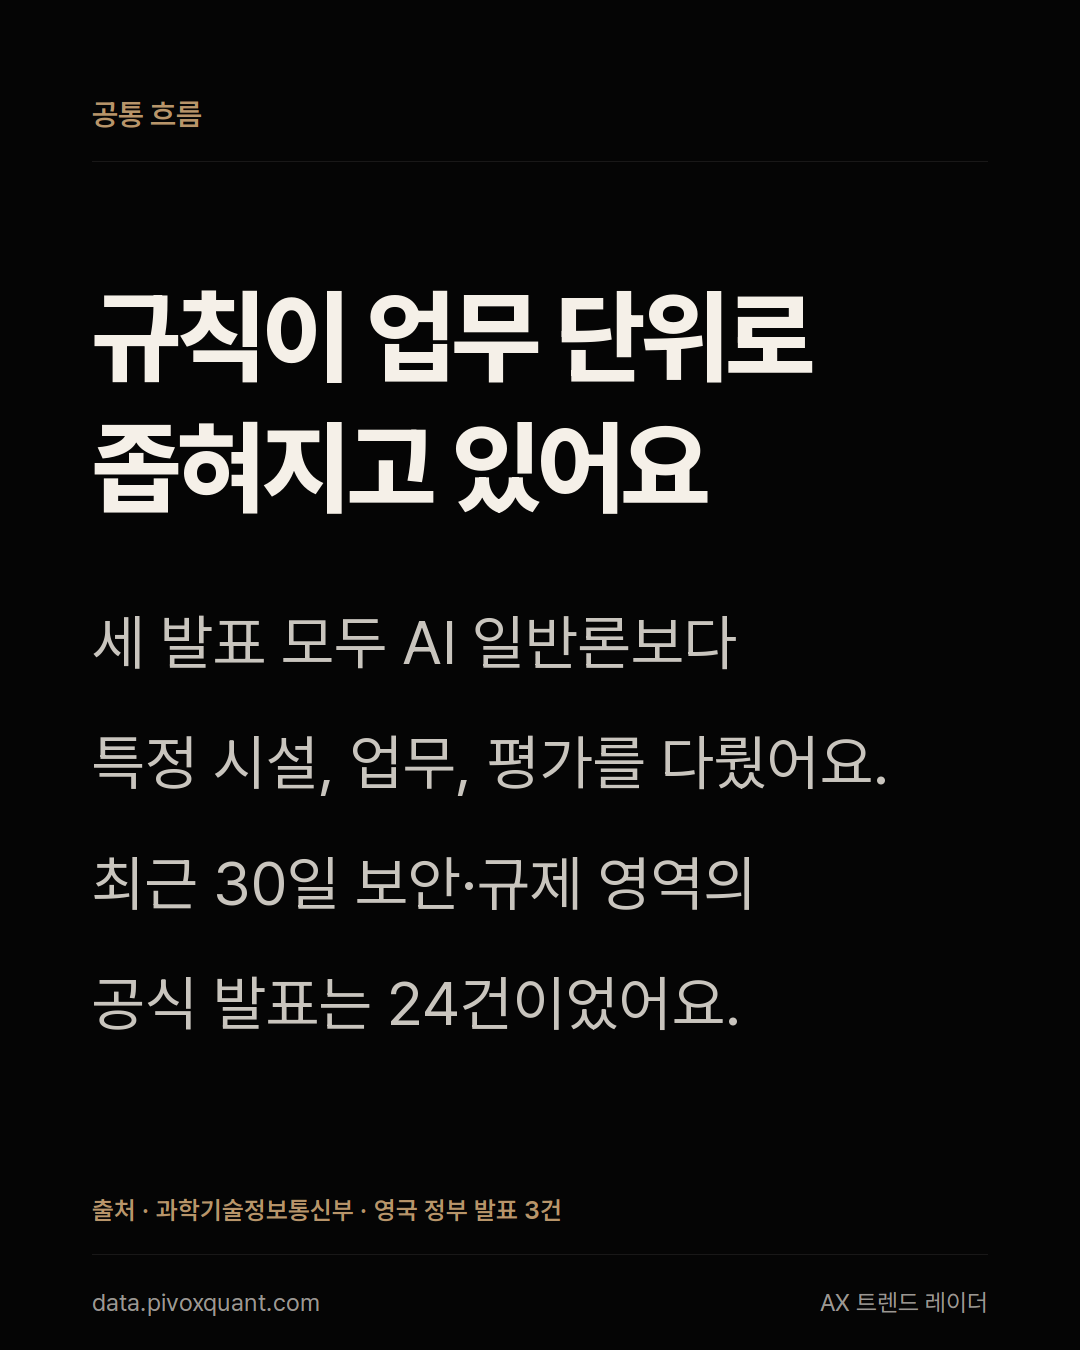 공통 흐름
규칙이 업무 단위로
좁혀지고 있어요
세 발표 모두 AI 일반론보다
특정 시설, 업무, 평가를 다뤘어요.
최근 30일 보안·규제 영역의
공식 발표는 24건이었어요.
출처 · 과학기술정보통신부 · 영국 정부 발표 3건
data.pivoxquant.com
AX 트렌드 레이더